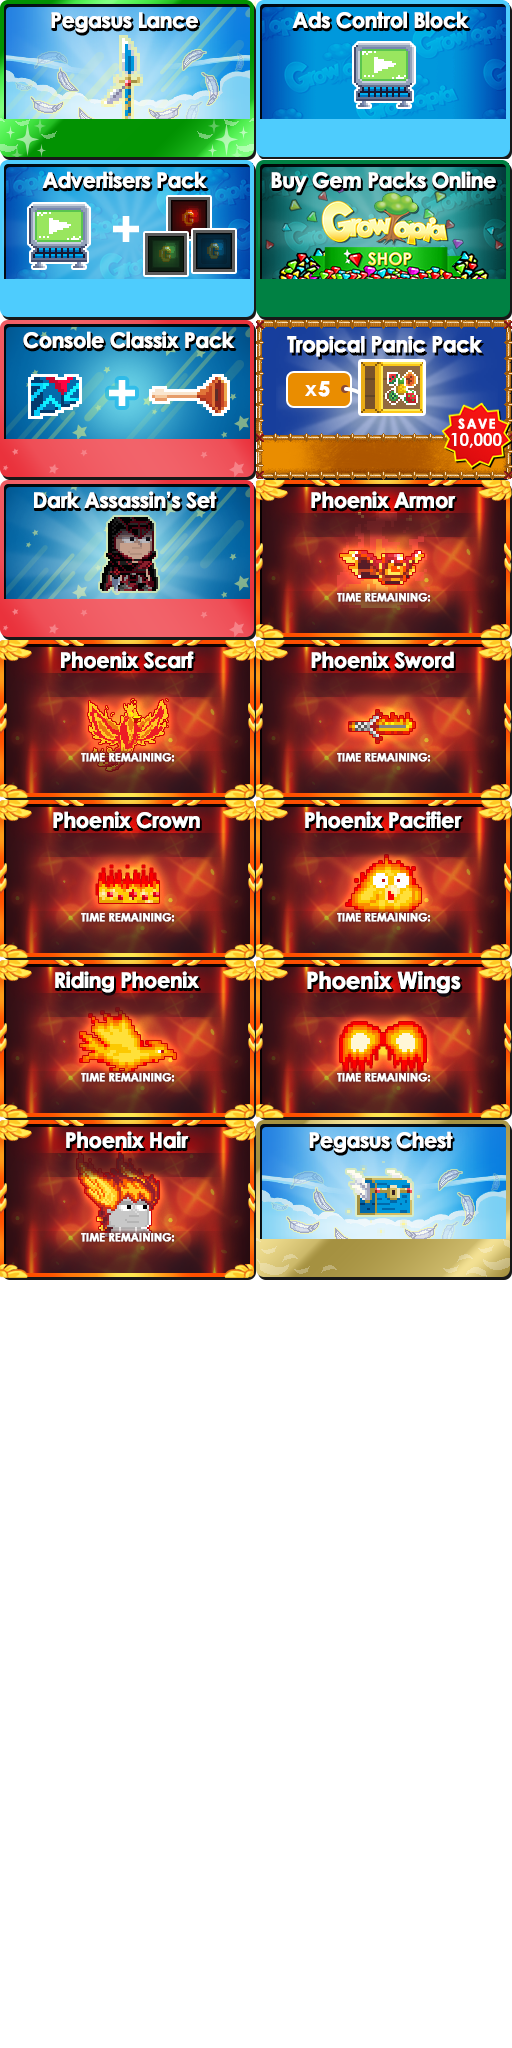 Pegasus Lance
Ads Control Block
Advertisers Pack
Buy Gem Packs Online
Growtopia
SHOP
Console Classix Pack
Tropical Panic Pack
x5
SAVE
10,000
Dark Assassin's Set
Phoenix Armor
TIME REMAINING:
Phoenix Scarf
TIME REMAINING:
Phoenix Sword
TIME REMAINING:
Phoenix Crown
TIME REMAINING:
Phoenix Pacifier
TIME REMAINING:
Riding Phoenix
TIME REMAINING:
Phoenix Wings
TIME REMAINING:
Phoenix Hair
TIME REMAINING:
Pegasus Chest